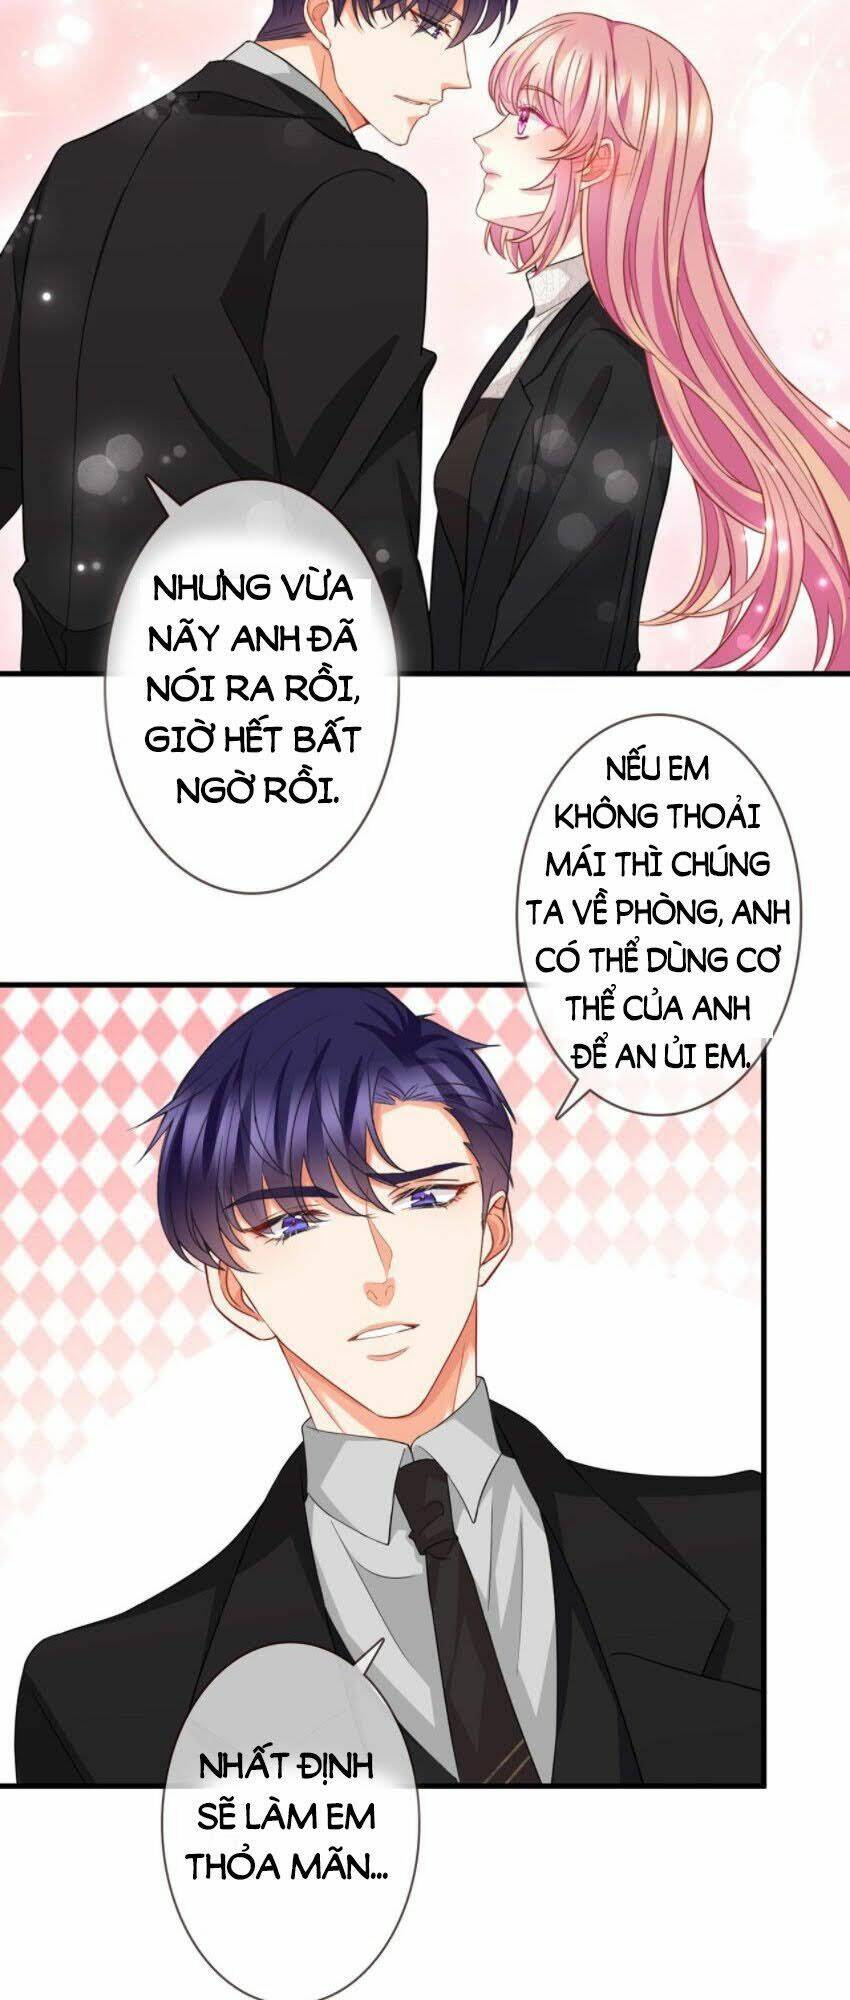 NHƯNG VỪA
NÃY ANH ĐÃ
NÓI RA RỒI,
GIỜ HẾT BẤT
NGỜ RỒI.
NẾU EM
KHÔNG THOẢI
MÁI THÌ CHÚNG
TA VỀ PHÒNG, ANH
CÓ THỂ DÙNG CƠ
THỂ CỦA ANH
ĐỂ AN ỦI EM.
NHẤT ĐỊNH
SẼ LÀM EM
THỎA MÃN...